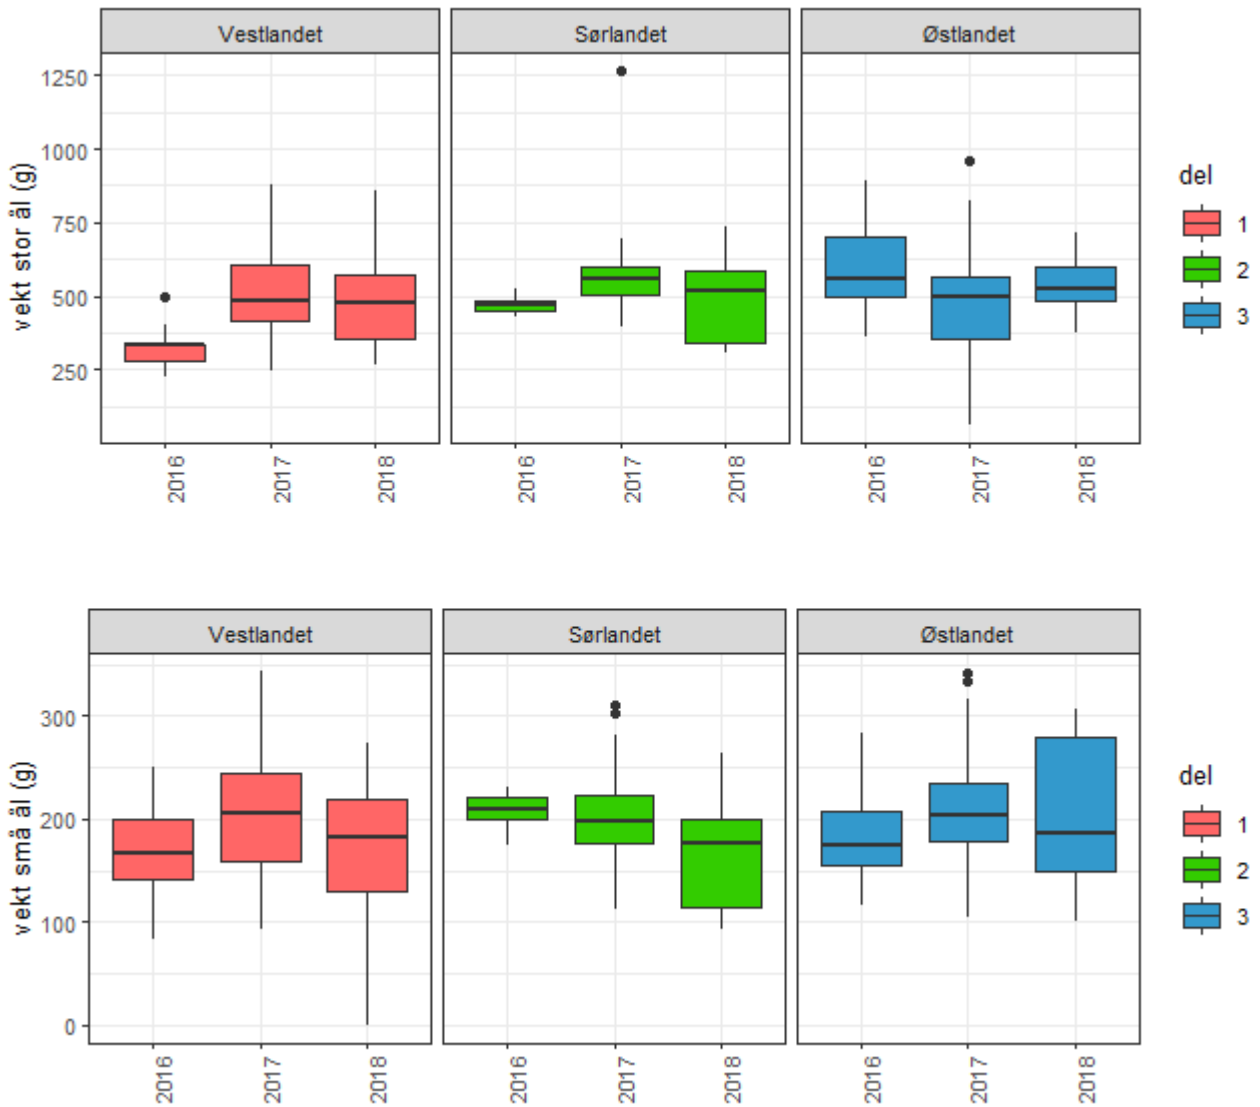 Vestlandet Sørlandet Østlandet
1250
1000
750
500
250
vekt stor ål (g)
2016 2017 2018 2016 2017 2018 2016 2017 2018
del
1
2
3
Vestlandet Sørlandet Østlandet
300
200
100
0
vekt små ål (g)
2016 2017 2018 2016 2017 2018 2016 2017 2018
del
1
2
3